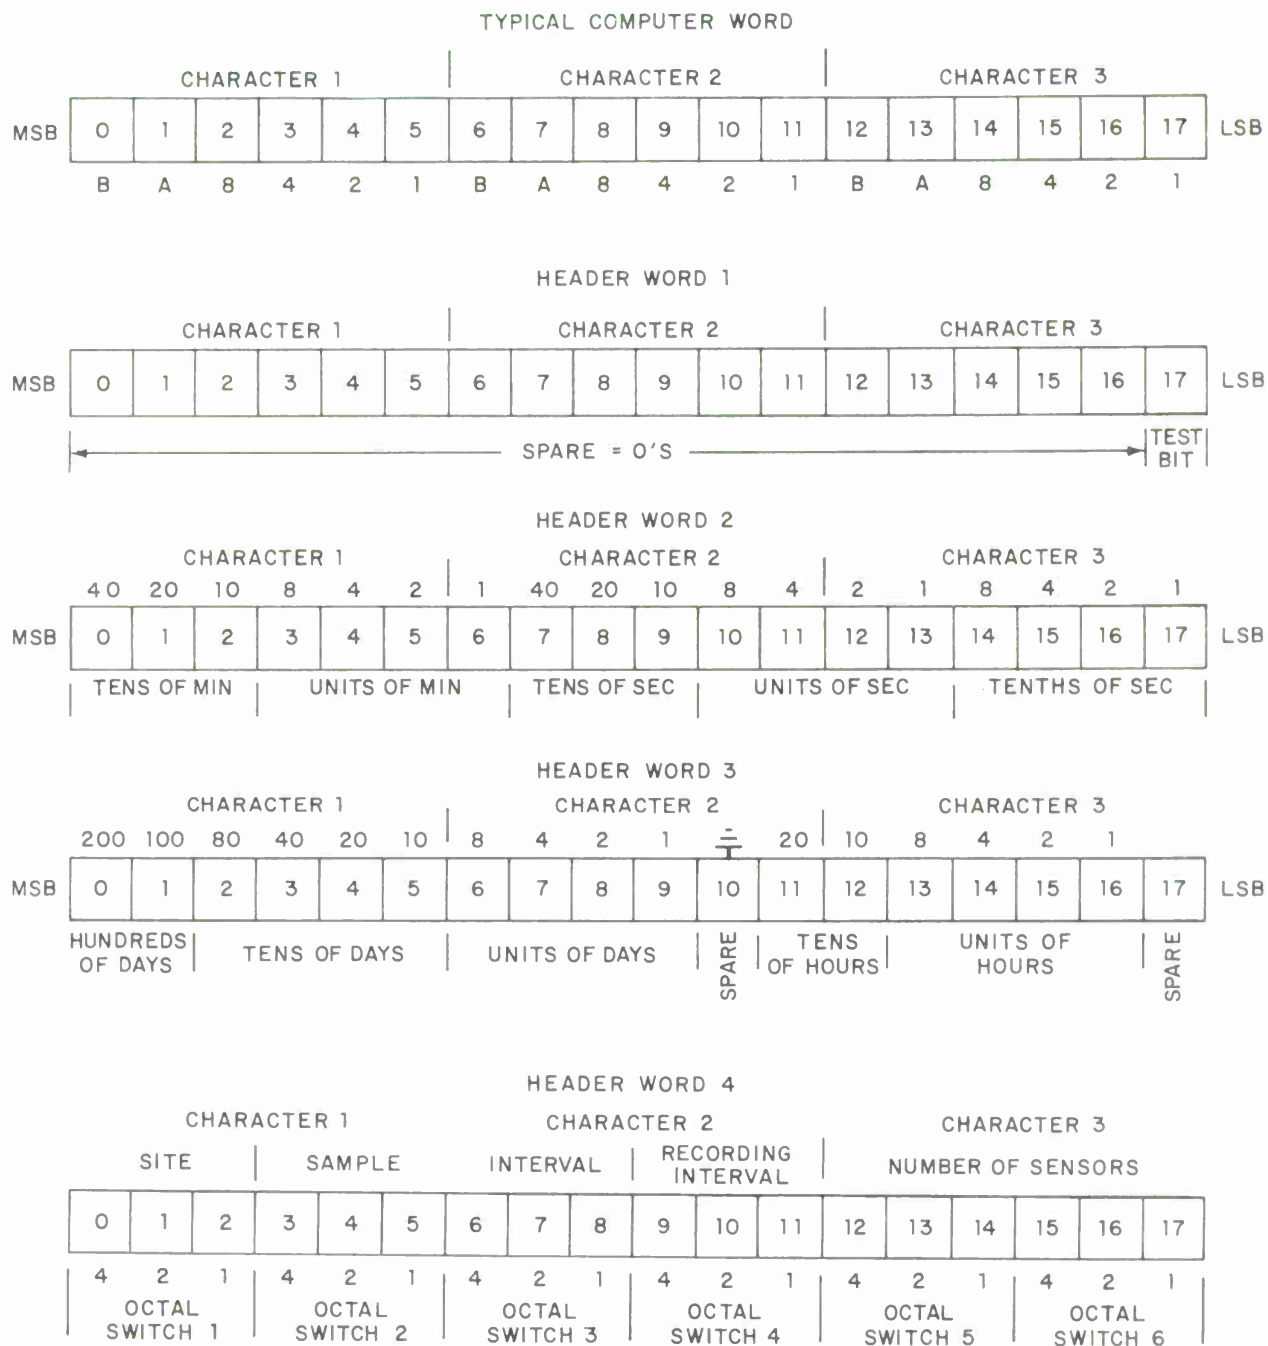 TYPICAL COMPUTER WORD
CHARACTER 1 CHARACTER 2 CHARACTER 3
MSB 0 1 2 3 4 5 6 7 8 9 10 11 12 13 14 15 16 17 LSB
B A 8 4 2 1 B A 8 4 2 1 B A 8 4 2 1
HEADER WORD 1
CHARACTER 1 CHARACTER 2 CHARACTER 3
MSB 0 1 2 3 4 5 6 7 8 9 10 11 12 13 14 15 16 17 LSB
SPARE = 0'S TEST BIT
HEADER WORD 2
CHARACTER 1 CHARACTER 2 CHARACTER 3
40 20 10 8 4 2 1 40 20 10 8 4 2 1 8 4 2 1
MSB 0 1 2 3 4 5 6 7 8 9 10 11 12 13 14 15 16 17 LSB
TENS OF MIN UNITS OF MIN TENS OF SEC UNITS OF SEC TENTHS OF SEC
HEADER WORD 3
CHARACTER 1 CHARACTER 2 CHARACTER 3
200 100 80 40 20 10 8 4 2 1 20 10 8 4 2 1
MSB 0 1 2 3 4 5 6 7 8 9 10 11 12 13 14 15 16 17 LSB
HUNDREDS OF DAYS TENS OF DAYS UNITS OF DAYS SPARE TENS OF HOURS UNITS OF HOURS SPARE
HEADER WORD 4
CHARACTER 1 CHARACTER 2 CHARACTER 3
SITE SAMPLE INTERVAL RECORDING INTERVAL NUMBER OF SENSORS
0 1 2 3 4 5 6 7 8 9 10 11 12 13 14 15 16 17
4 2 1 4 2 1 4 2 1 4 2 1 4 2 1 4 2 1
OCTAL SWITCH 1 OCTAL SWITCH 2 OCTAL SWITCH 3 OCTAL SWITCH 4 OCTAL SWITCH 5 OCTAL SWITCH 6